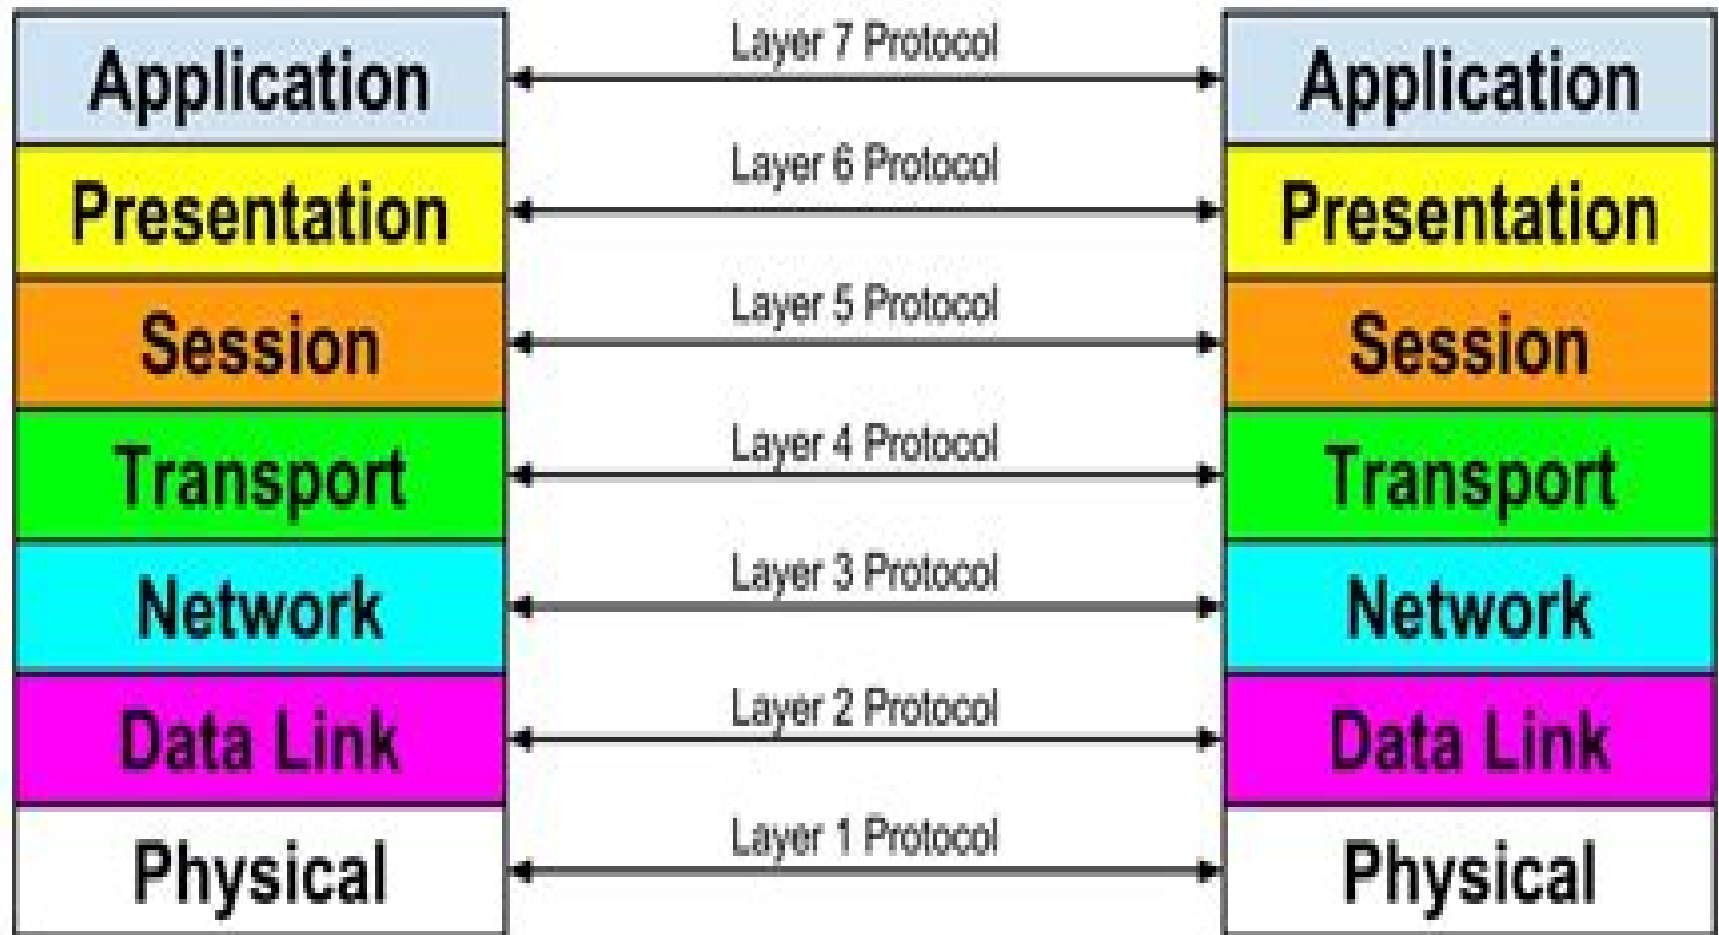 Application
Layer 7 Protocol
Application
Presentation
Layer 6 Protocol
Presentation
Session
Layer 5 Protocol
Session
Transport
Layer 4 Protocol
Transport
Network
Layer 3 Protocol
Network
Data Link
Layer 2 Protocol
Data Link
Physical
Layer 1 Protocol
Physical